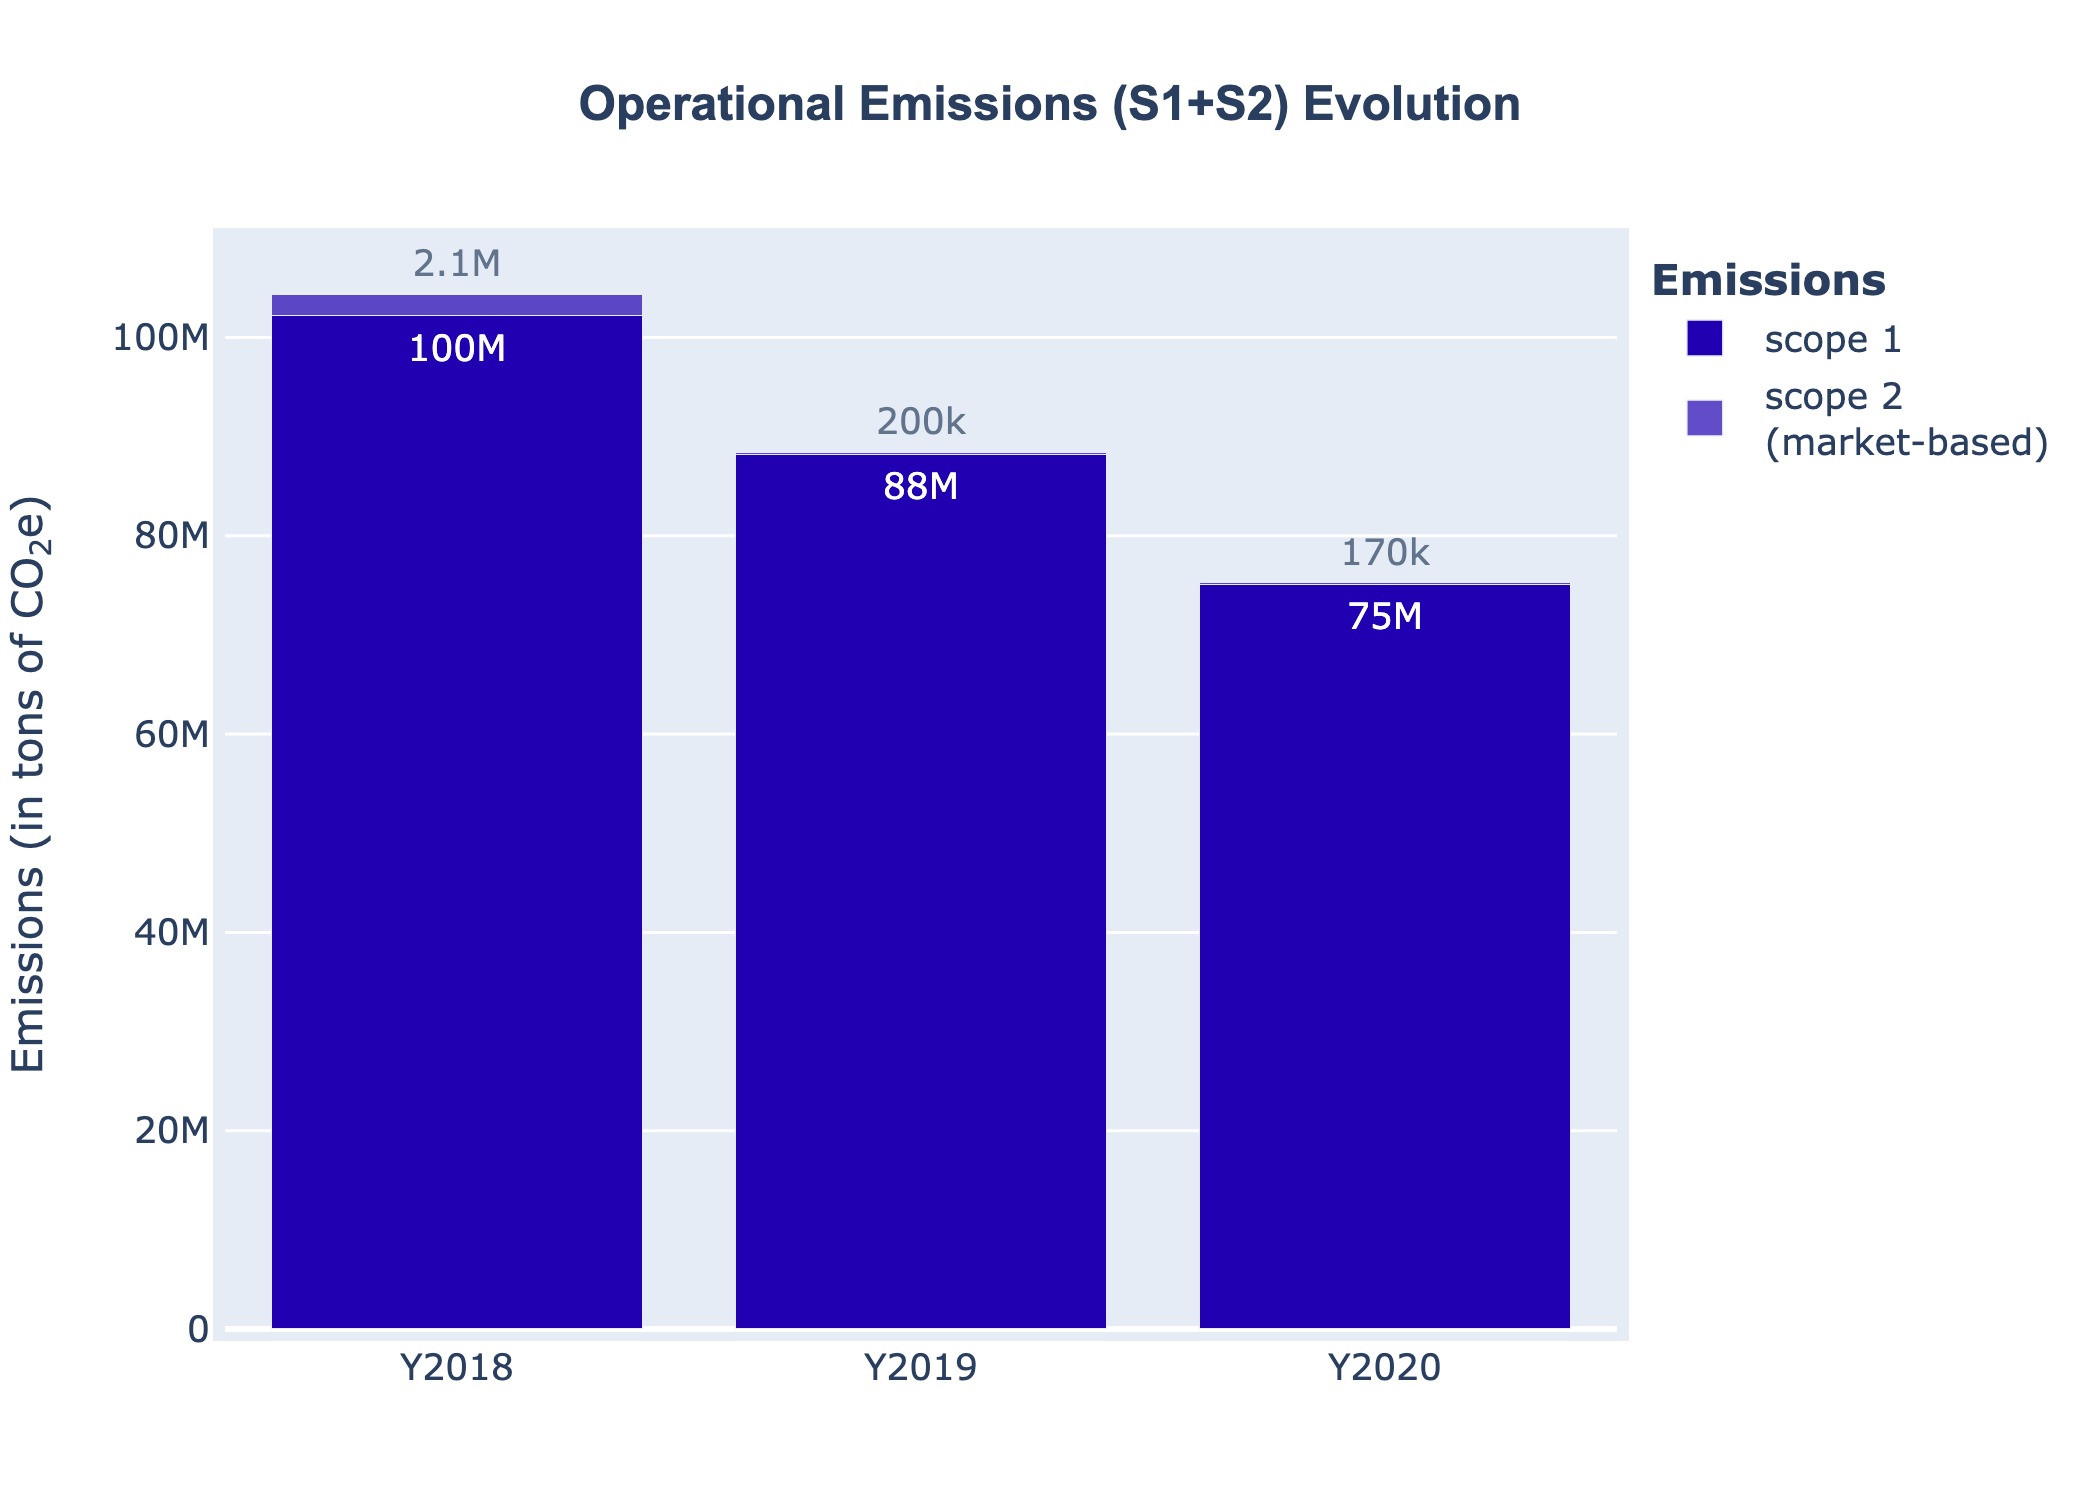 Operational Emissions (S1+S2) Evolution
Emissions (in tons of CO₂e)
100M
80M
60M
40M
20M
0
2.1M
100M
200k
88M
170k
75M
Y2018
Y2019
Y2020
Emissions
scope 1
scope 2
(market-based)